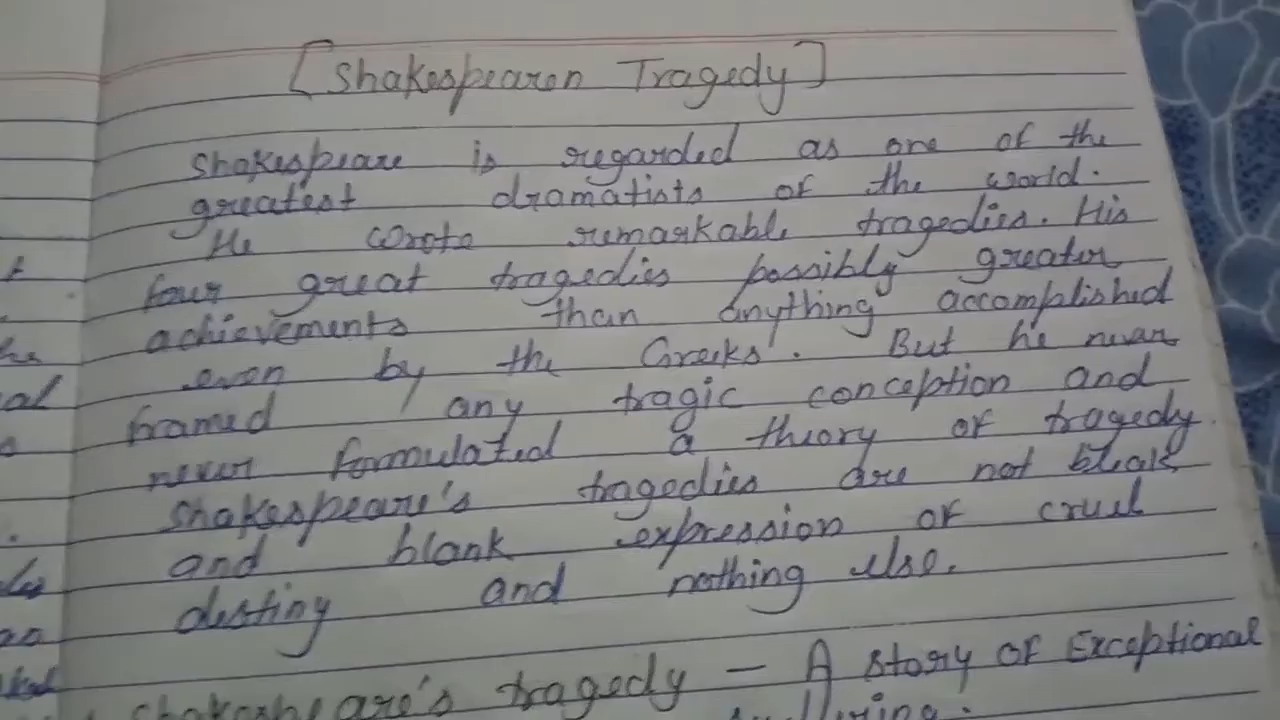 [Shakespearen Tragedy]
Shakespeare is regarded as one of the
greatest dramatists of the world.
He wrote remarkable tragedies. His
four great tragedies possibly greater
achievements than anything accomplished
even by the Greeks'. But he never
framed any tragic conception and
never formulated a theory of tragedy.
Shakespeare's tragedies are not bleak
and blank expression of cruel
destiny and nothing else.
Shakespeare's tragedy — A story of Exceptional